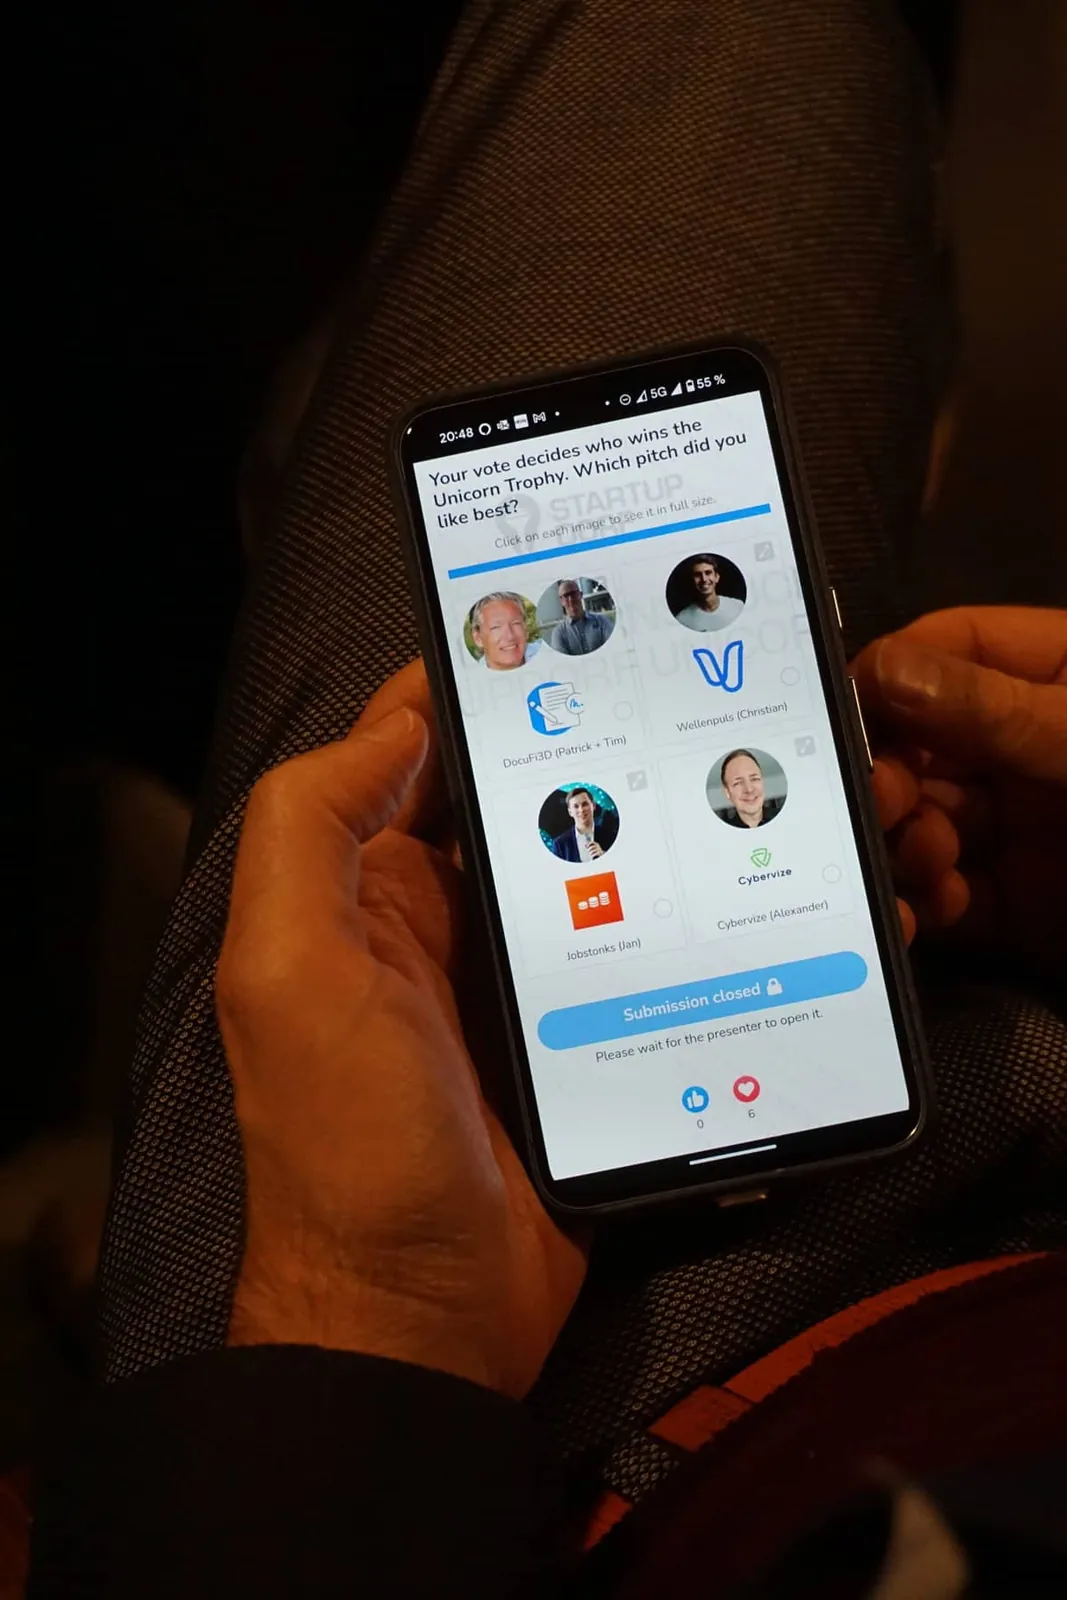 20:48
5G
55 %
Your vote decides who wins the
Unicorn Trophy. Which pitch did you
like best?
STARTUP
Click on each image to see it in full size.
DocuFi3D (Patrick + Tim)
Wellenpuls (Christian)
Cybervize
Jobstonks (Jan)
Cybervize (Alexander)
Submission closed
Please wait for the presenter to open it.
0
6